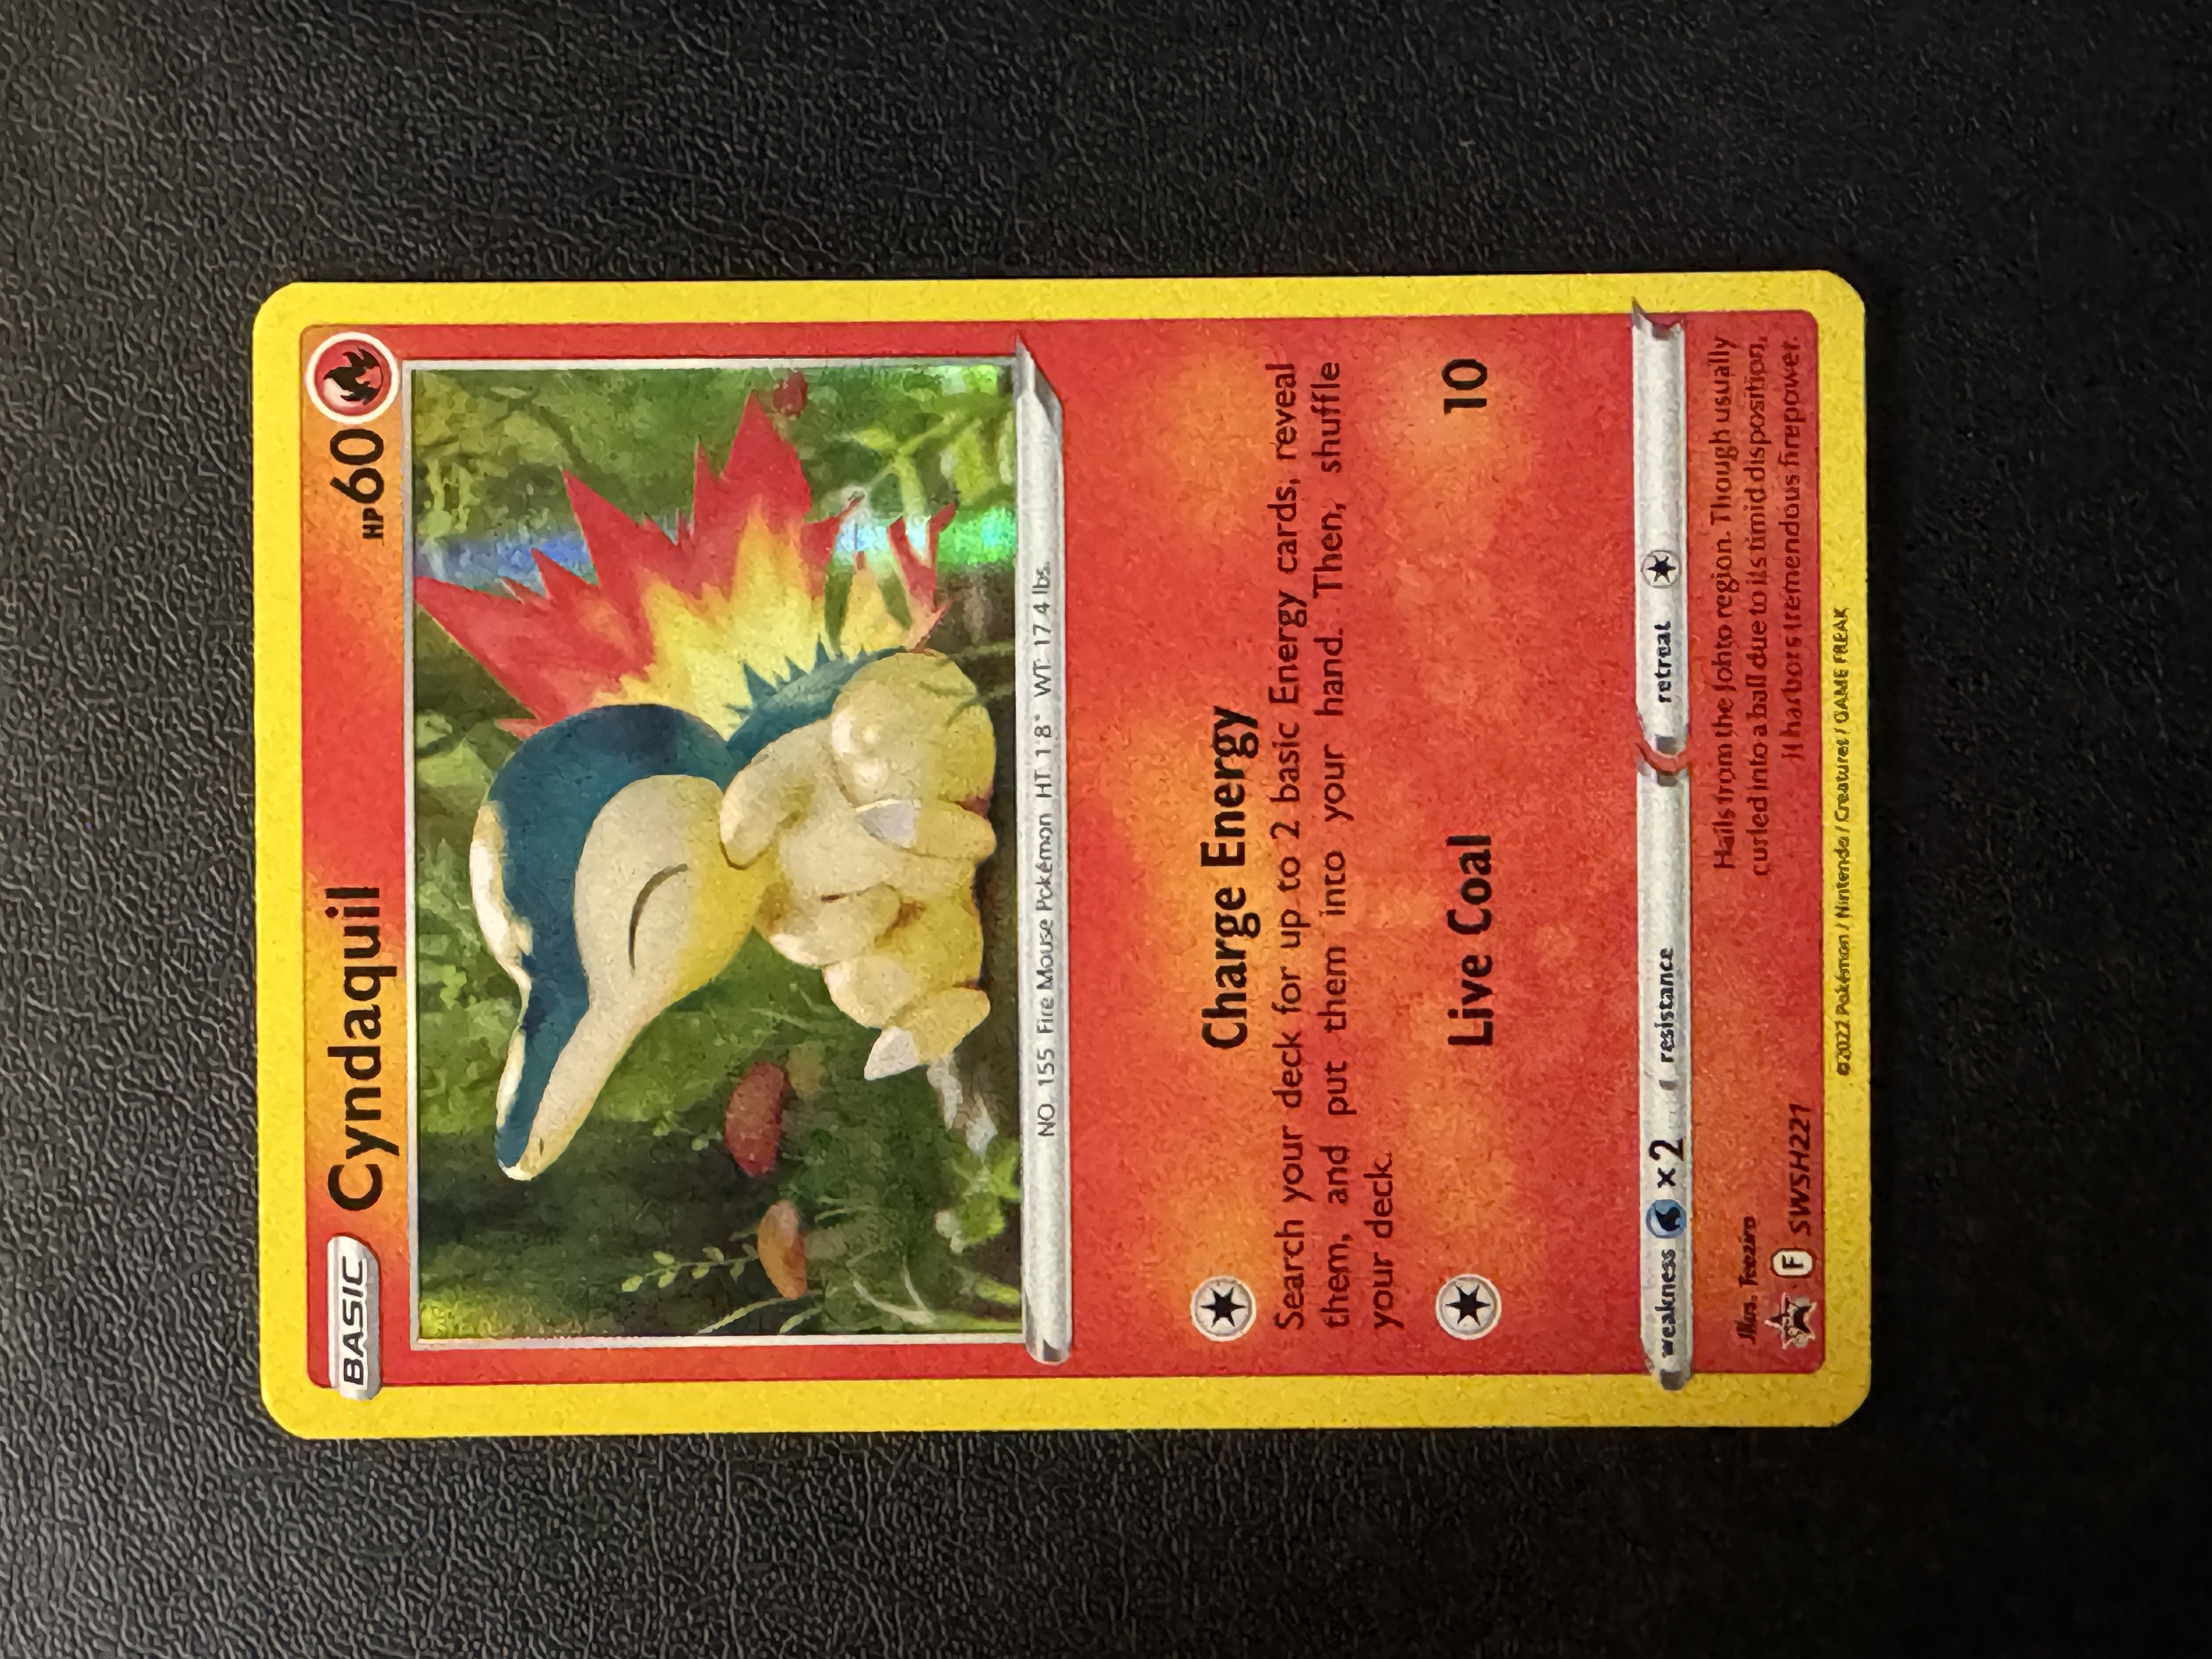 BASIC Cyndaquil HP60
NO. 155 Fire Mouse Pokémon HT: 1'8" WT: 17.4 lbs.
Charge Energy
Search your deck for up to 2 basic Energy cards, reveal
them, and put them into your hand. Then, shuffle
your deck.
Live Coal 10
weakness ×2 resistance retreat
Illus. Teeziro
Hails from the Johto region. Though usually
curled into a ball due to its timid disposition,
it harbors tremendous firepower.
F SWSH221
©2022 Pokémon / Nintendo / Creatures / GAME FREAK